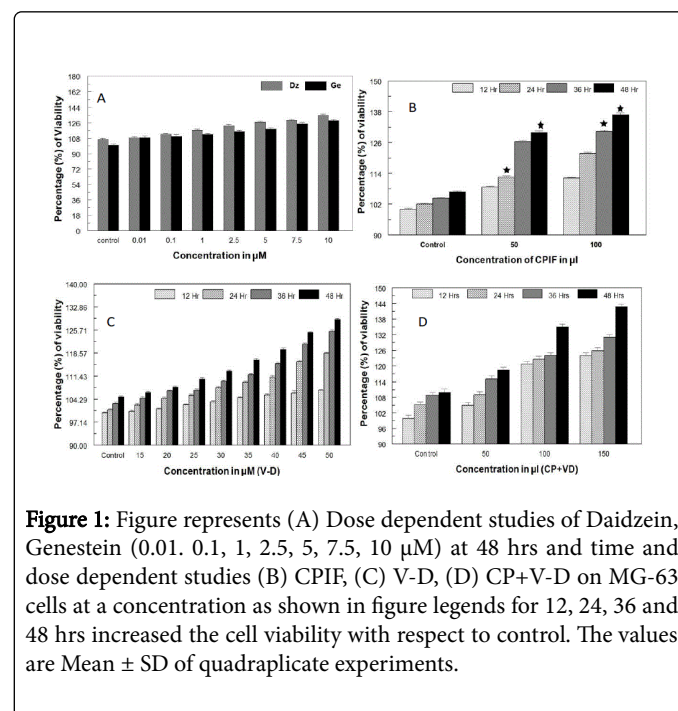 A
Dz Ge
Percentage (%) of Viability
180
162
144
126
108
90
72
54
36
18
0
control 0.01 0.1 1 2.5 5 7.5 10
Concentration in µM
B
12 Hr 24 Hr 36 Hr 48 Hr
Percentage (%) of Viability
150
138
126
114
102
90
Control 50 100
Concentration of CPIF in µl
C
12 Hr 24 Hr 36 Hr 48 Hr
Percentage (%) of viability
140.00
132.86
125.71
118.57
111.43
104.29
97.14
90.00
Control 15 20 25 30 35 40 45 50
Concentration in µM (V-D)
D
12 Hrs 24 Hrs 36 Hrs 48 Hrs
Percentage (%) of viability
150
144
138
132
126
120
114
108
102
96
90
Control 50 100 150
Concentration in µl (CP+VD)
Figure 1: Figure represents (A) Dose dependent studies of Daidzein,
Genestein (0.01. 0.1, 1, 2.5, 5, 7.5, 10 µM) at 48 hrs and time and
dose dependent studies (B) CPIF, (C) V-D, (D) CP+V-D on MG-63
cells at a concentration as shown in figure legends for 12, 24, 36 and
48 hrs increased the cell viability with respect to control. The values
are Mean ± SD of quadraplicate experiments.